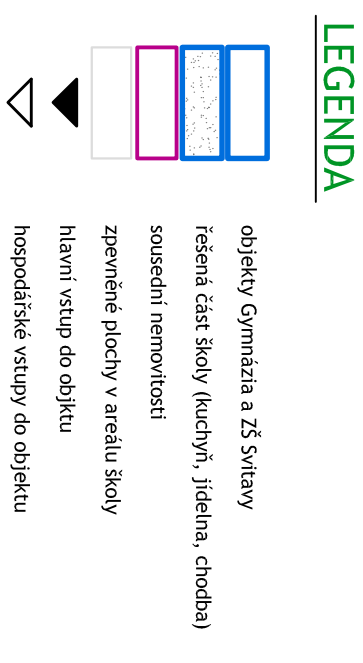 LEGENDA
objekty Gymnázia a ZŠ Svitavy
řešená část školy (kuchyň, jídelna, chodba)
sousední nemovitosti
zpevněné plochy v areálu školy
hlavní vstup do objktu
hospodářské vstupy do objektu